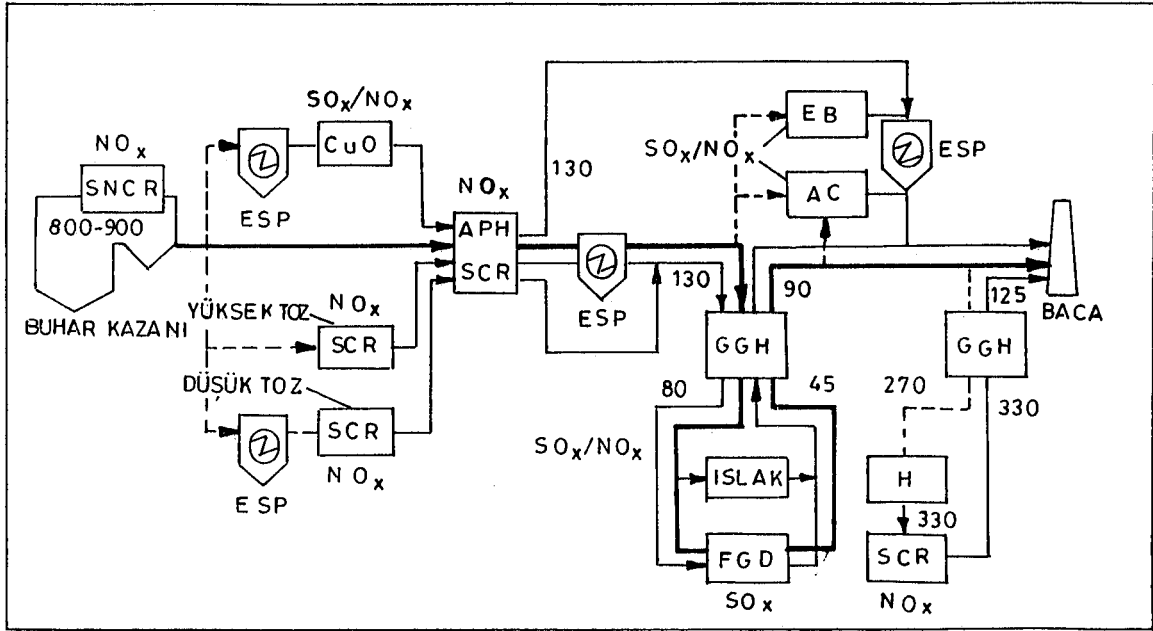 SOx/NOx
CuO
ESP
NOx
SNCR
800-900
BUHAR KAZANI
YÜKSEK TOZ
NOx
SCR
DÜŞÜK TOZ
SCR
NOx
ESP
NOx
APH
SCR
130
ESP
130
SOx/NOx
EB
AC
ESP
90
GGH
80
45
SOx/NOx
ISLAK
FGD
SOx
125
BACA
GGH
270
330
H
330
SCR
NOx